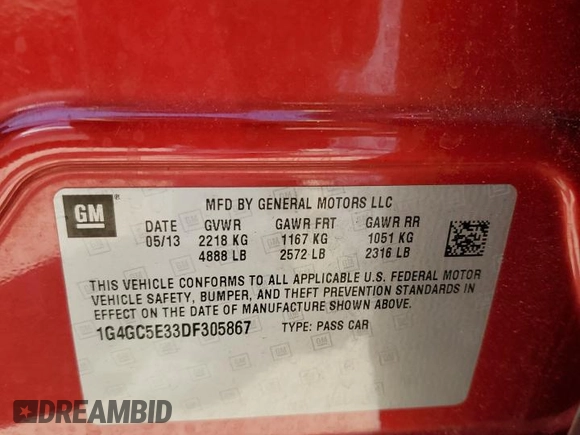 GM
MFD BY GENERAL MOTORS LLC
DATE GVWR GAWR FRT GAWR RR
05/13 2218 KG 1167 KG 1051 KG
4888 LB 2572 LB 2316 LB
THIS VEHICLE CONFORMS TO ALL APPLICABLE U.S. FEDERAL MOTOR
VEHICLE SAFETY, BUMPER, AND THEFT PREVENTION STANDARDS IN
EFFECT ON THE DATE OF MANUFACTURE SHOWN ABOVE.
1G4GC5E33DF305867 TYPE: PASS CAR
DREAMBID